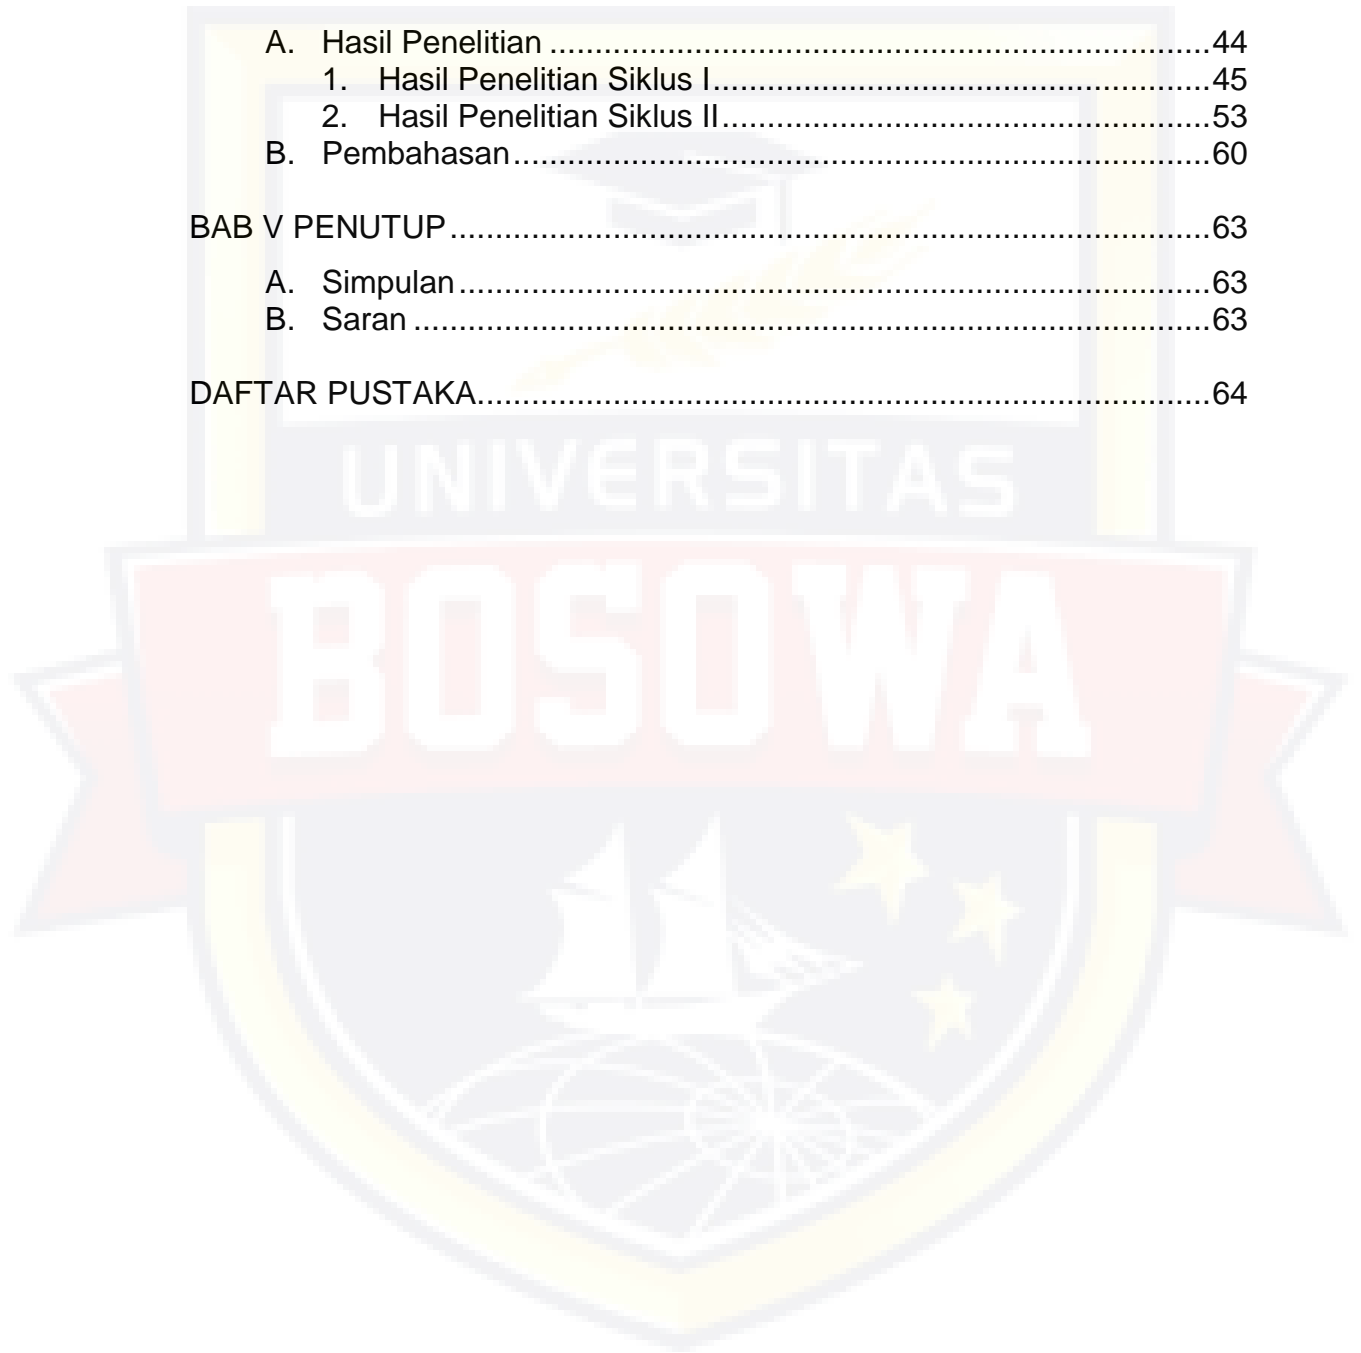 A. Hasil Penelitian ..........................................................................44
1. Hasil Penelitian Siklus I........................................................45
2. Hasil Penelitian Siklus II.......................................................53
B. Pembahasan..............................................................................60
BAB V PENUTUP.....................................................................................63
A. Simpulan....................................................................................63
B. Saran .........................................................................................63
DAFTAR PUSTAKA..................................................................................64
UNIVERSITAS
BOSOWA